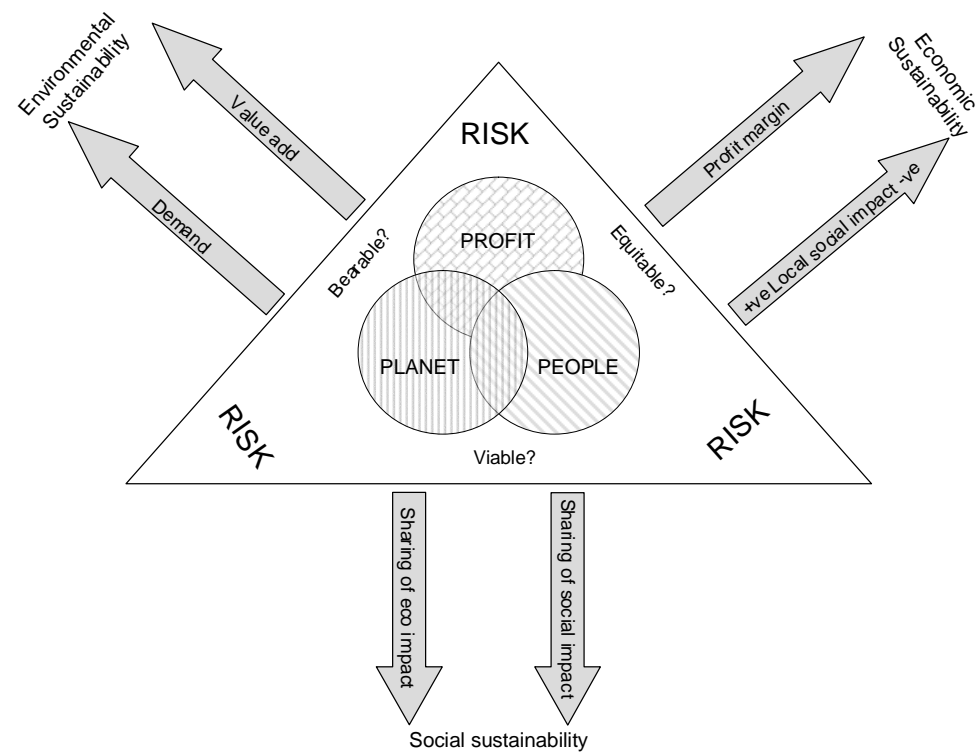 Environmental
Sustainability
Economic
Sustainability
Value add
Demand
Profit margin
+ve Local social impact -ve
RISK
Bearable?
Equitable?
PROFIT
PLANET
PEOPLE
RISK
RISK
Viable?
Sharing of eco impact
Sharing of social impact
Social sustainability